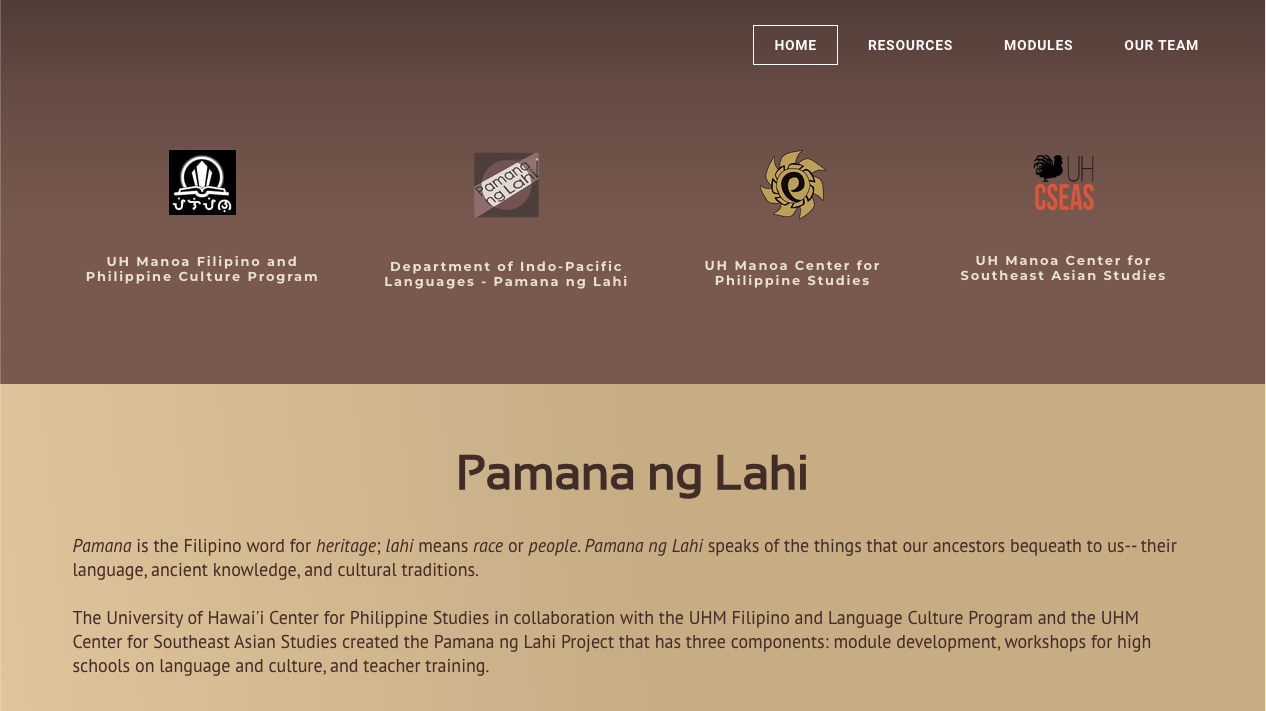 HOME RESOURCES MODULES OUR TEAM
Pamana
ng Lahi
UH
CSEAS
UH Manoa Filipino and
Philippine Culture Program
Department of Indo-Pacific
Languages - Pamana ng Lahi
UH Manoa Center for
Philippine Studies
UH Manoa Center for
Southeast Asian Studies
Pamana ng Lahi
Pamana is the Filipino word for heritage; lahi means race or people. Pamana ng Lahi speaks of the things that our ancestors bequeath to us-- their
language, ancient knowledge, and cultural traditions.
The University of Hawai'i Center for Philippine Studies in collaboration with the UHM Filipino and Language Culture Program and the UHM
Center for Southeast Asian Studies created the Pamana ng Lahi Project that has three components: module development, workshops for high
schools on language and culture, and teacher training.